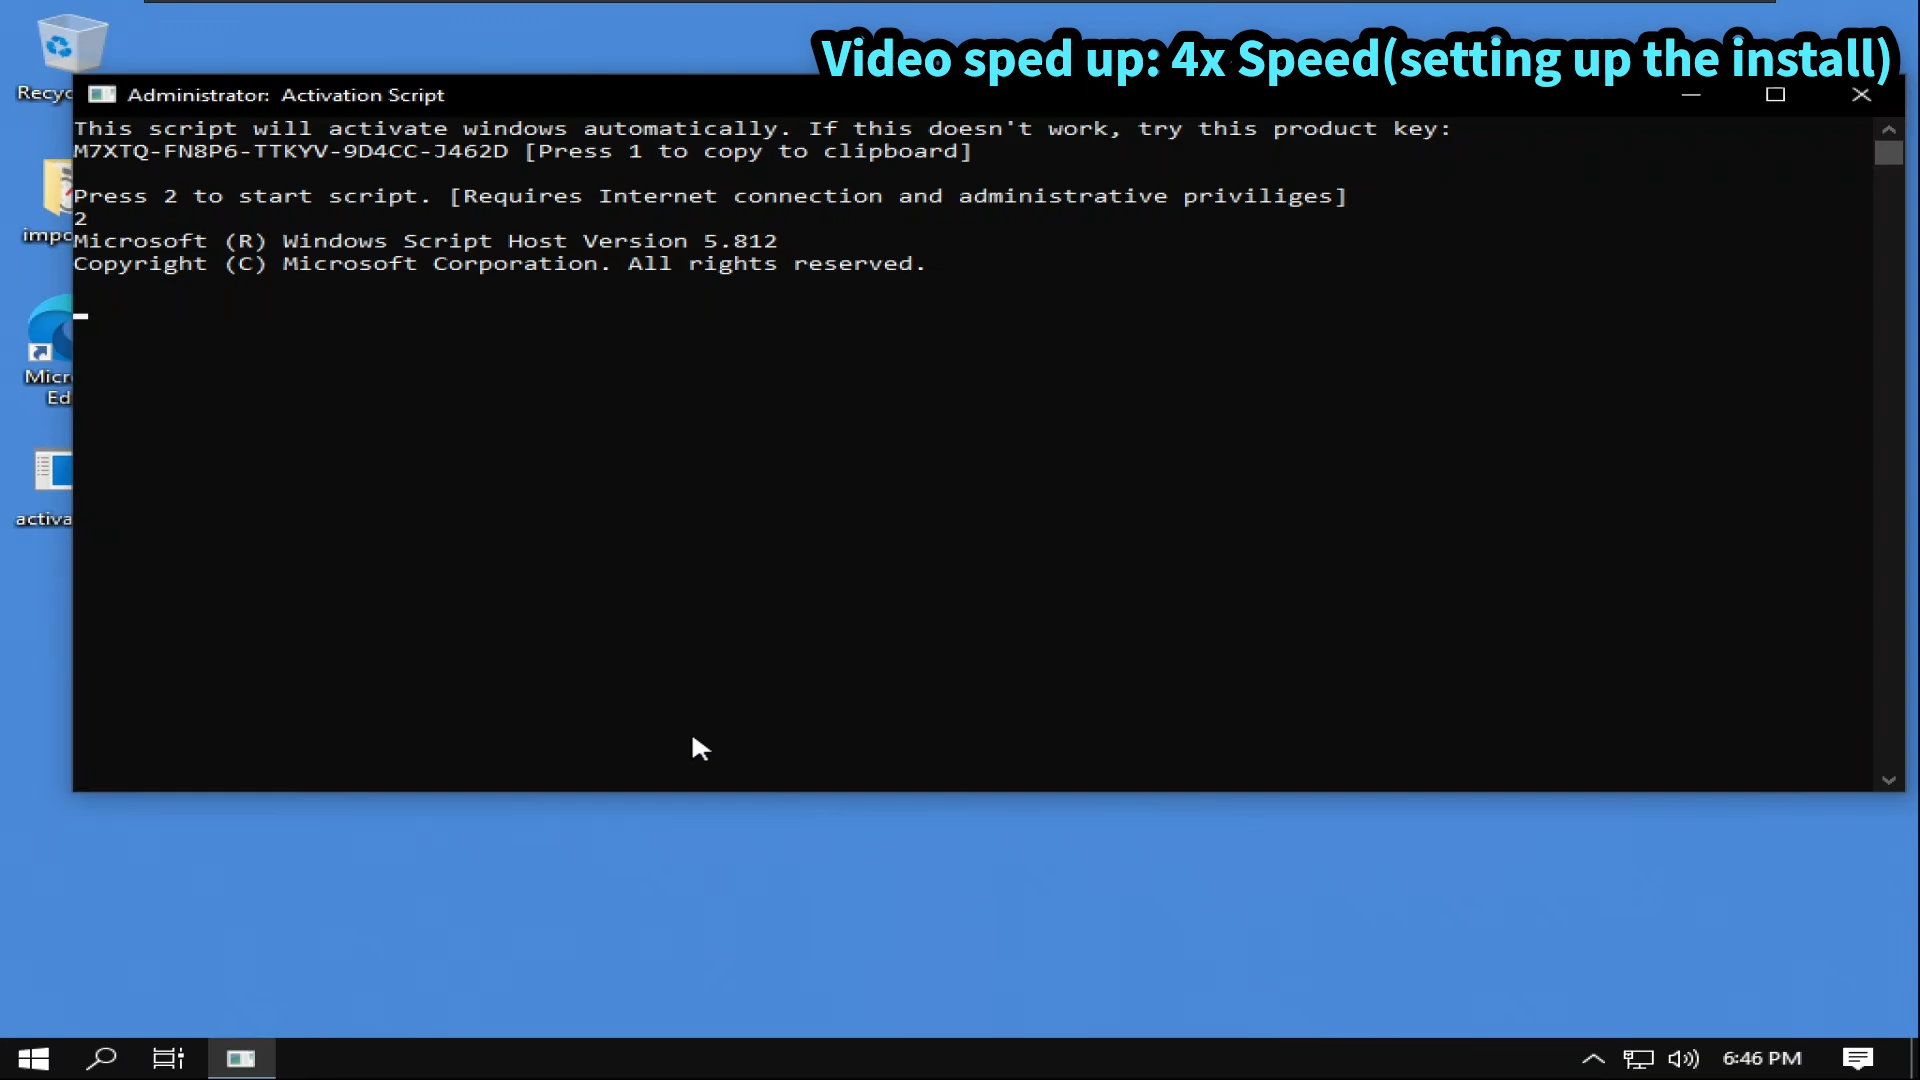 Video sped up: 4x Speed(setting up the install)
Recyc
Administrator: Activation Script
This script will activate windows automatically. If this doesn't work, try this product key:
M7XTQ-FN8P6-TTKYV-9D4CC-J462D [Press 1 to copy to clipboard]
Press 2 to start script. [Requires Internet connection and administrative priviliges]
2
impo
Microsoft (R) Windows Script Host Version 5.812
Copyright (C) Microsoft Corporation. All rights reserved.
Micr
Ed
activa
6:46 PM